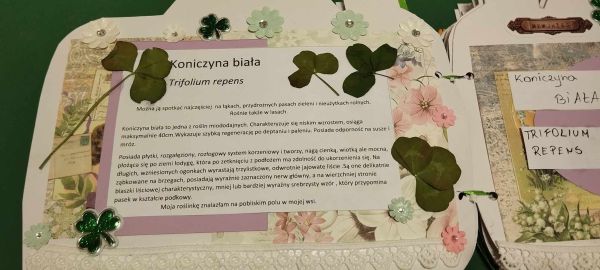 Koniczyna biała
Trifolium repens
Można ją spotkać najczęściej na łąkach, przydrożnych pasach zieleni i nieużytkach rolnych.
Rośnie także w lasach
Koniczyna biała to jedna z roślin miododajnych. Charakteryzuje się niskim wzrostem, osiąga
maksymalnie 40cm. Wykazuje szybką regenerację po deptaniu i paleniu. Posiada odporność na susze i
mróz.
Posiada płytki, rozgałęziony, rozłogowy system korzeniowy i tworzy, nagą cienką, wiotką ale mocną,
płożąca się po ziemi łodygę, która po zetknięciu z podłożem ma zdolność do ukorzenienia się. Na
długich, wzniesionych ogonkach wyrastają trzylistkowe, odwrotnie jajowate liście .Są one delikatnie
ząbkowane na brzegach, posiadają wyraźnie zaznaczony nerw główny, a na wierzchniej stronie
blaszki liściowej charakterystyczny, mniej lub bardziej wyraźny srebrzysty wzór , który przypomina
pasek w kształcie podkowy.
Moja roślinkę znalazłam na pobliskim polu w mojej wsi.
Koniczyna
BIAŁA
TRIFOLIUM
REPENS